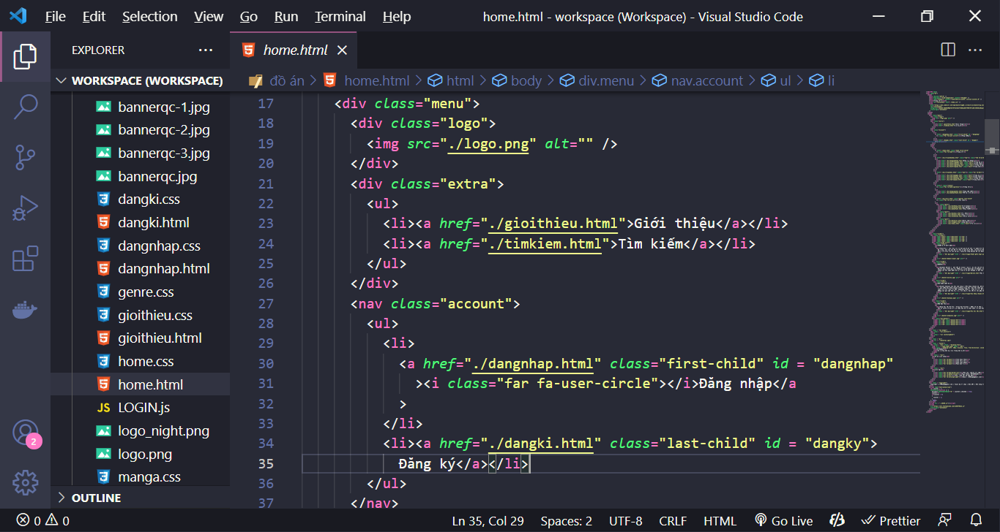 File Edit Selection View Go Run Terminal Help home.html - workspace (Workspace) - Visual Studio Code
EXPLORER
home.html
WORKSPACE (WORKSPACE)
đồ án > home.html > html > body > div.menu > nav.account > ul > li
bannerqc-1.jpg
bannerqc-2.jpg
bannerqc-3.jpg
bannerqc.jpg
dangki.css
dangki.html
dangnhap.css
dangnhap.html
genre.css
gioithieu.css
gioithieu.html
home.css
home.html
JS LOGIN.js
logo_night.png
logo.png
manga.css
OUTLINE
2
17 <div class="menu">
18 <div class="logo">
19 <img src="./logo.png" alt="" />
20 </div>
21 <div class="extra">
22 <ul>
23 <li><a href="./gioithieu.html">Giới thiệu</a></li>
24 <li><a href="./timkiem.html">Tìm kiếm</a></li>
25 </ul>
26 </div>
27 <nav class="account">
28 <ul>
29 <li>
30 <a href="./dangnhap.html" class="first-child" id = "dangnhap"
31 ><i class="far fa-user-circle"></i>Đăng nhập</a
32 >
33 </li>
34 <li><a href="./dangki.html" class="last-child" id = "dangky">
35 Đăng ký</a></li>
36 </ul>
37 </nav>
0 0 Ln 35, Col 29 Spaces: 2 UTF-8 CRLF HTML Go Live Prettier